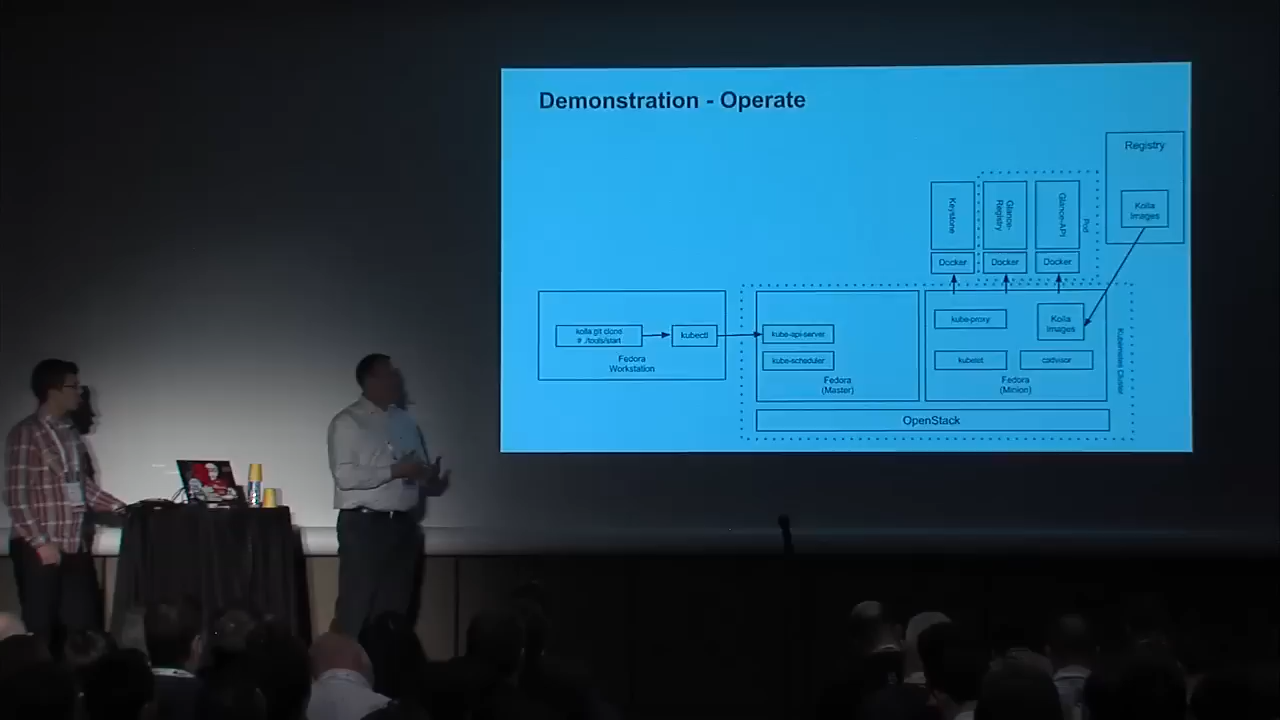 Demonstration - Operate
Registry
Kolla
Images
Keystone
Glance-
Registry
Glance-API
Pod
Docker
Docker
Docker
kolla git clone
# ./tools/start
kubectl
Fedora
Workstation
kube-api-server
kube-scheduler
Fedora
(Master)
kube-proxy
Kolla
Images
kubelet
cadvisor
Fedora
(Minion)
Kubernetes Cluster
OpenStack